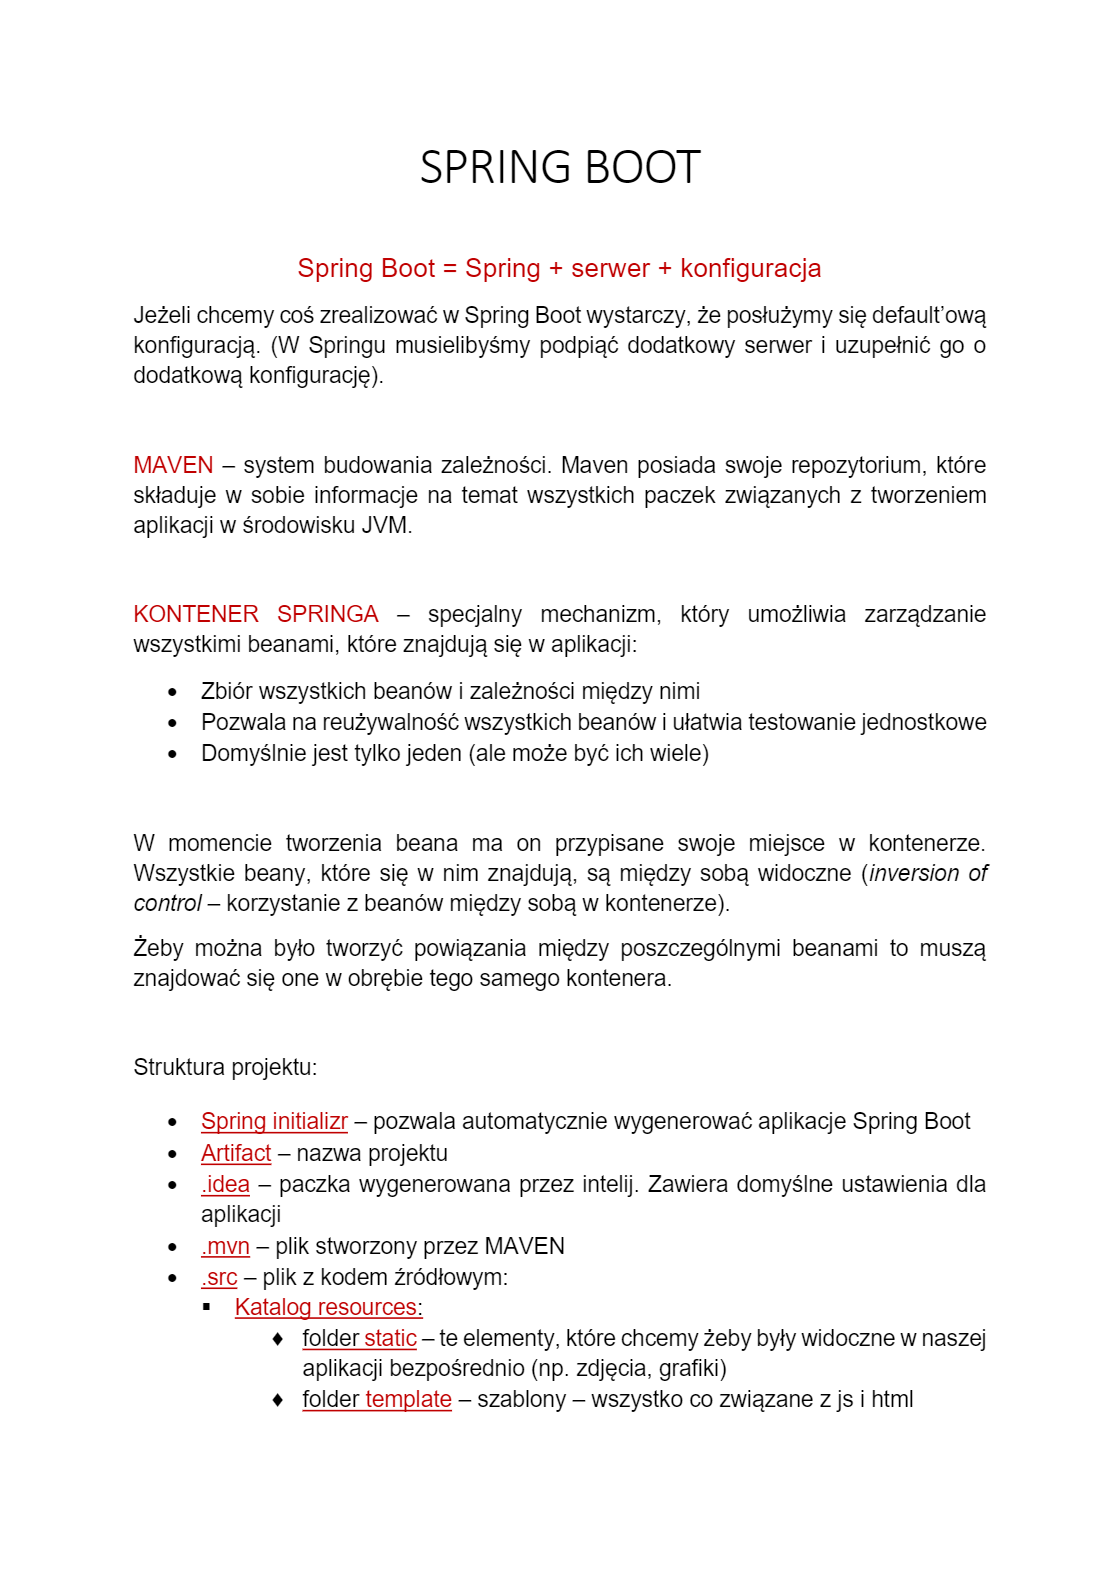 SPRING BOOT
Spring Boot = Spring + serwer + konfiguracja
Jeżeli chcemy coś zrealizować w Spring Boot wystarczy, że posłużymy się default’ową
konfiguracją. (W Springu musielibyśmy podpiąć dodatkowy serwer i uzupełnić go o
dodatkową konfigurację).
MAVEN – system budowania zależności. Maven posiada swoje repozytorium, które
składuje w sobie informacje na temat wszystkich paczek związanych z tworzeniem
aplikacji w środowisku JVM.
KONTENER SPRINGA – specjalny mechanizm, który umożliwia zarządzanie
wszystkimi beanami, które znajdują się w aplikacji:
• Zbiór wszystkich beanów i zależności między nimi
• Pozwala na reużywalność wszystkich beanów i ułatwia testowanie jednostkowe
• Domyślnie jest tylko jeden (ale może być ich wiele)
W momencie tworzenia beana ma on przypisane swoje miejsce w kontenerze.
Wszystkie beany, które się w nim znajdują, są między sobą widoczne (inversion of
control – korzystanie z beanów między sobą w kontenerze).
Żeby można było tworzyć powiązania między poszczególnymi beanami to muszą
znajdować się one w obrębie tego samego kontenera.
Struktura projektu:
• Spring initializr – pozwala automatycznie wygenerować aplikacje Spring Boot
• Artifact – nazwa projektu
• .idea – paczka wygenerowana przez intelij. Zawiera domyślne ustawienia dla
aplikacji
• .mvn – plik stworzony przez MAVEN
• .src – plik z kodem źródłowym:
▪ Katalog resources:
♦ folder static – te elementy, które chcemy żeby były widoczne w naszej
aplikacji bezpośrednio (np. zdjęcia, grafiki)
♦ folder template – szablony – wszystko co związane z js i html